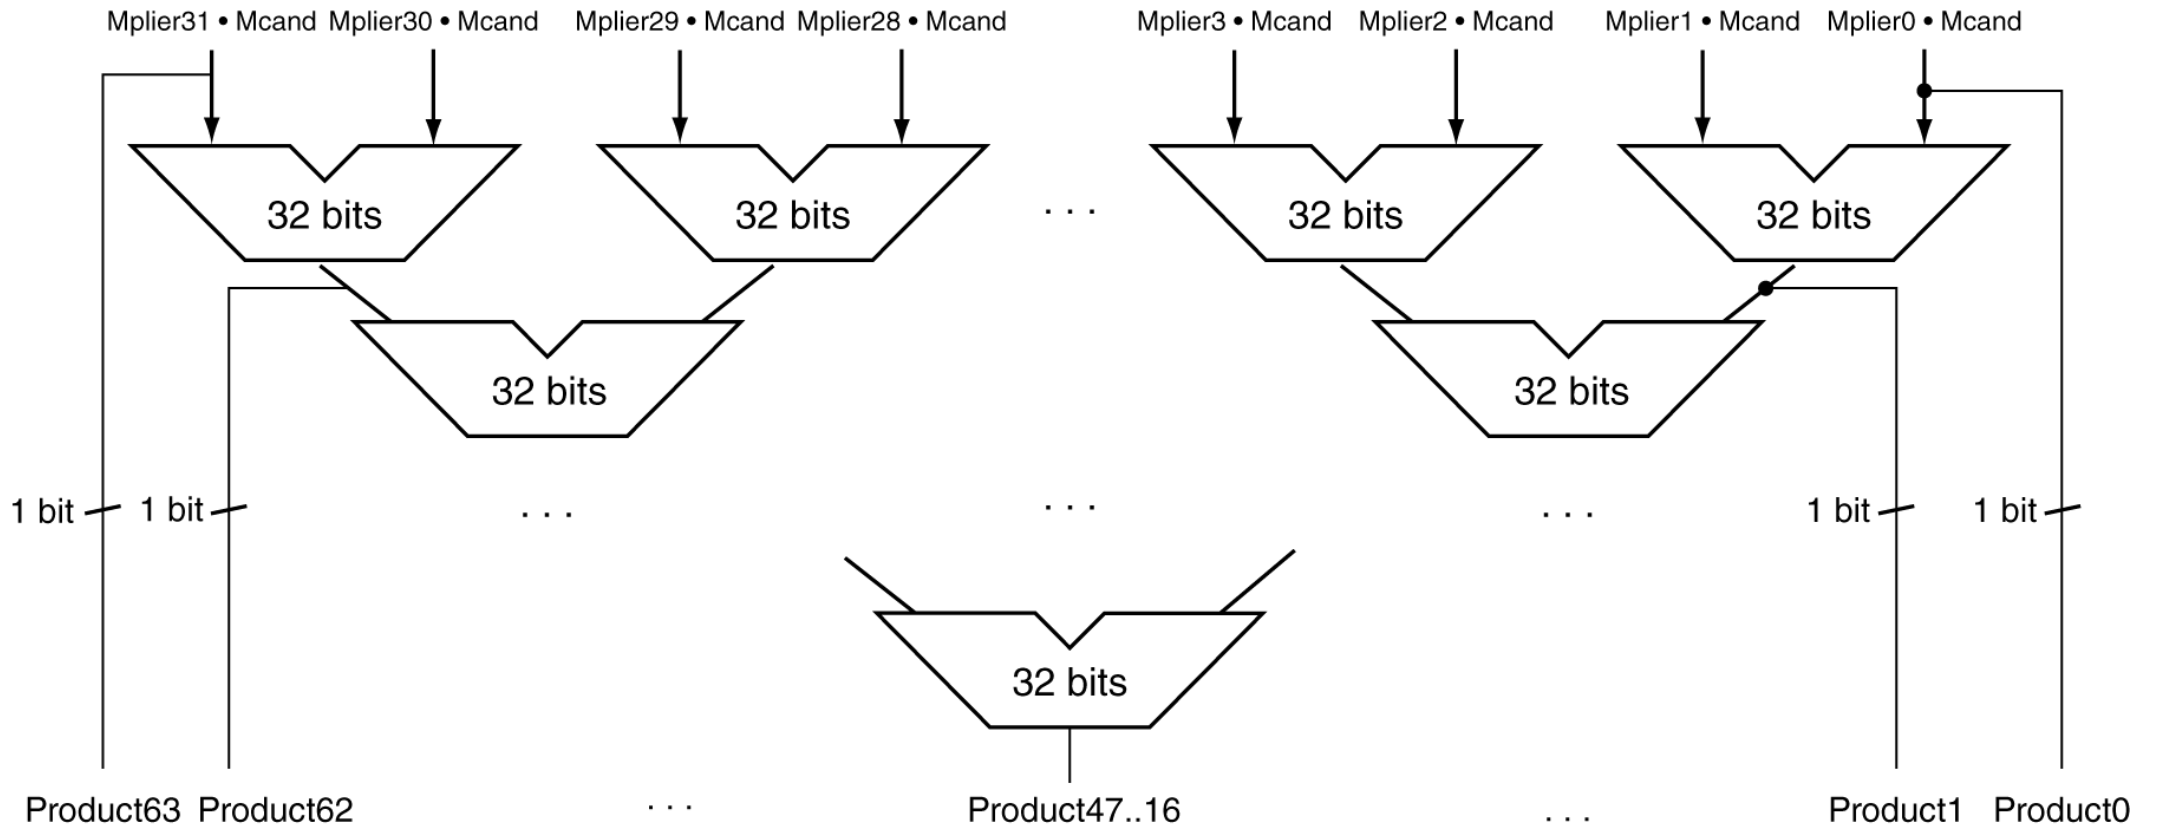 Mplier31 • Mcand Mplier30 • Mcand Mplier29 • Mcand Mplier28 • Mcand Mplier3 • Mcand Mplier2 • Mcand Mplier1 • Mcand Mplier0 • Mcand
32 bits 32 bits . . . 32 bits 32 bits
32 bits 32 bits
1 bit 1 bit . . . . . . . . . 1 bit 1 bit
32 bits
Product63 Product62 . . . Product47..16 . . . Product1 Product0